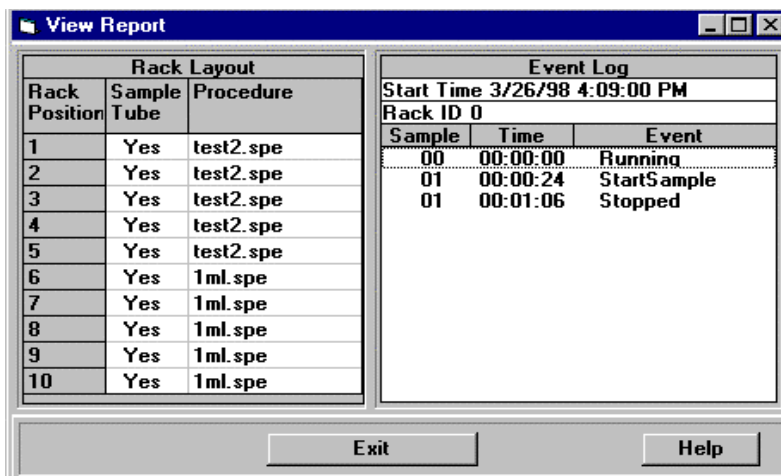 View Report
Rack Layout
Rack Position Sample Tube Procedure
1 Yes test2.spe
2 Yes test2.spe
3 Yes test2.spe
4 Yes test2.spe
5 Yes test2.spe
6 Yes 1ml.spe
7 Yes 1ml.spe
8 Yes 1ml.spe
9 Yes 1ml.spe
10 Yes 1ml.spe
Event Log
Start Time 3/26/98 4:09:00 PM
Rack ID 0
Sample Time Event
00 00:00:00 Running
01 00:00:24 StartSample
01 00:01:06 Stopped
Exit
Help